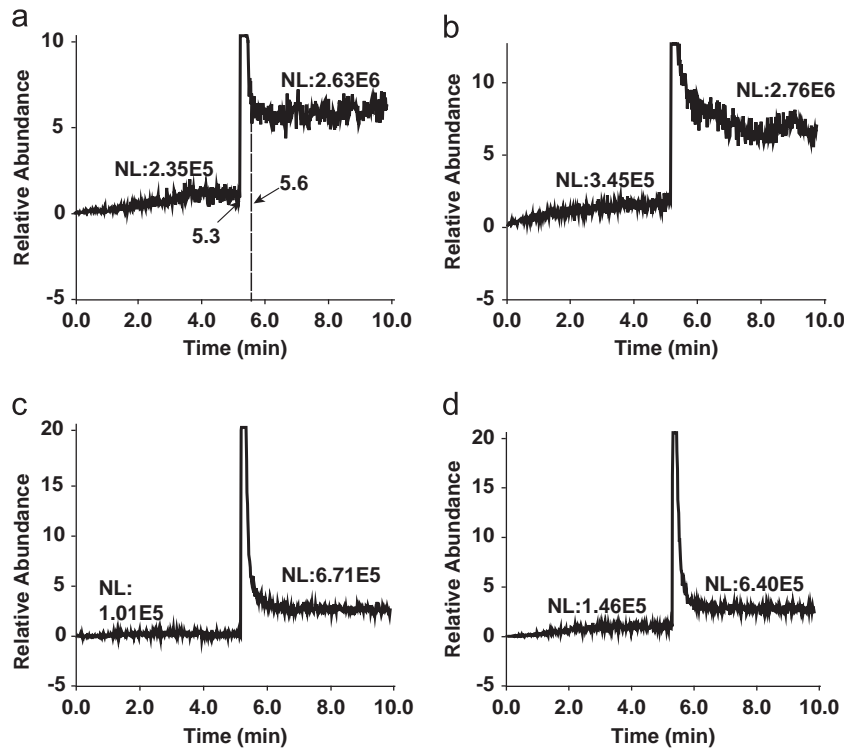 a
Relative Abundance
10
5
0
-5
NL:2.35E5
NL:2.63E6
5.3
5.6
0.0 2.0 4.0 6.0 8.0 10.0
Time (min)
b
Relative Abundance
10
5
0
-5
NL:3.45E5
NL:2.76E6
0.0 2.0 4.0 6.0 8.0 10.0
Time (min)
c
Relative Abundance
20
15
10
5
0
-5
NL:
1.01E5
NL:6.71E5
0.0 2.0 4.0 6.0 8.0 10.0
Time (min)
d
Relative Abundance
20
15
10
5
0
-5
NL:1.46E5
NL:6.40E5
0.0 2.0 4.0 6.0 8.0 10.0
Time (min)